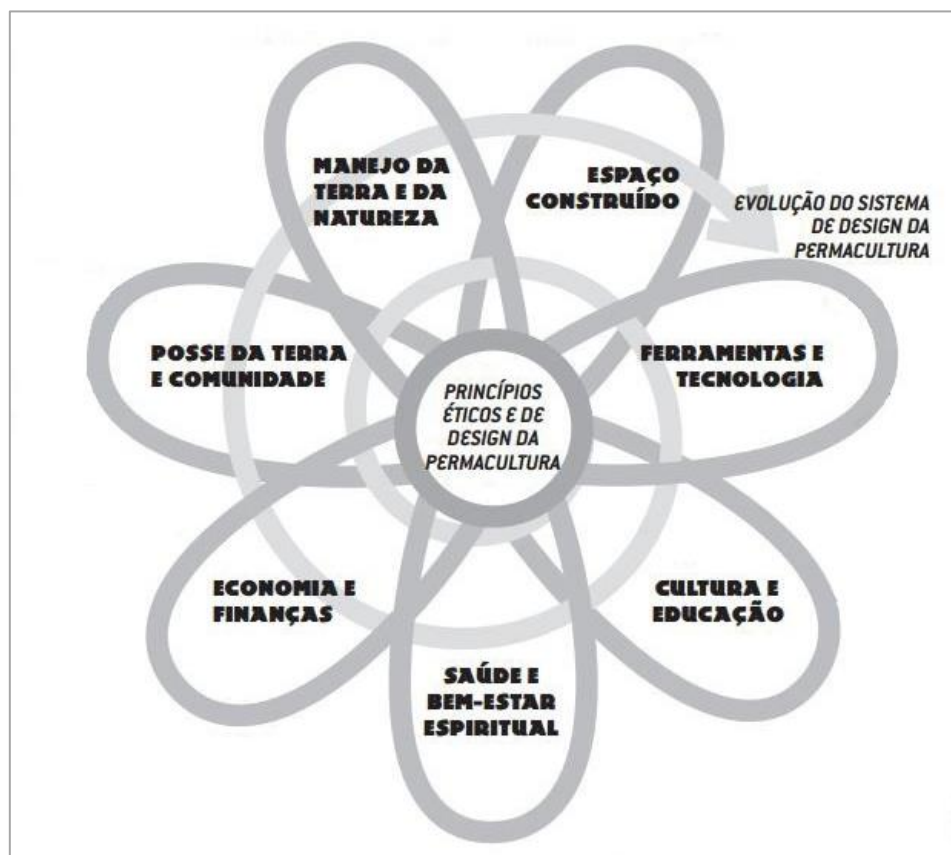 MANEJO DA
TERRA E DA
NATUREZA
ESPAÇO
CONSTRUÍDO
EVOLUÇÃO DO SISTEMA
DE DESIGN DA
PERMACULTURA
POSSE DA TERRA
E COMUNIDADE
FERRAMENTAS E
TECNOLOGIA
PRINCÍPIOS
ÉTICOS E DE
DESIGN DA
PERMACULTURA
ECONOMIA E
FINANÇAS
CULTURA E
EDUCAÇÃO
SAÚDE E
BEM-ESTAR
ESPIRITUAL